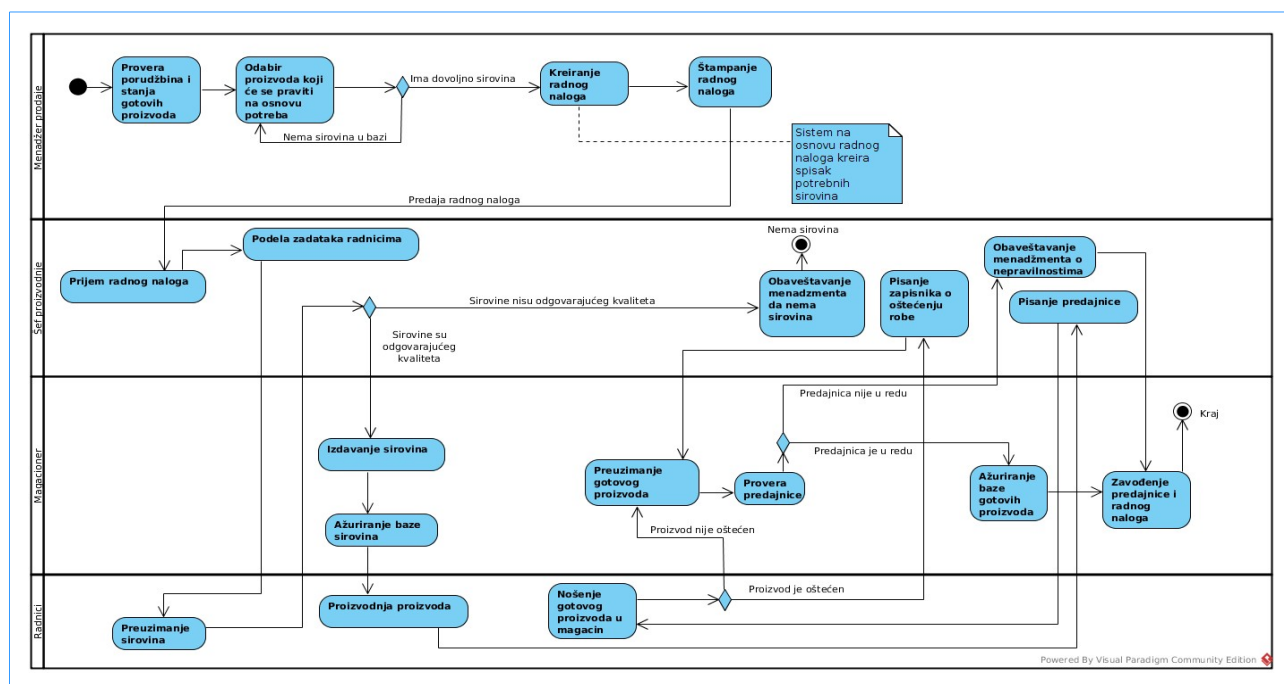 Menadžer prodaje
Provera
porudžbina i
stanja
gotovih
proizvoda
Odabir
proizvoda koji
će se praviti
na osnovu
potreba
Ima dovoljno sirovina
Nema sirovina u bazi
Kreiranje
radnog
naloga
Štampanje
radnog
naloga
Sistem na
osnovu radnog
naloga kreira
spisak
potrebnih
sirovina
Predaja radnog naloga
Šef proizvodnje
Prijem radnog naloga
Podela zadataka radnicima
Sirovine nisu odgovarajućeg kvaliteta
Sirovine su
odgovarajućeg
kvaliteta
Nema sirovina
Obaveštavanje
menadzmenta
da nema
sirovina
Pisanje
zapisnika o
oštećenju
robe
Obaveštavanje
menadžmenta o
nepravilnostima
Pisanje predajnice
Magacioner
Izdavanje sirovina
Ažuriranje baze
sirovina
Preuzimanje
gotovog
proizvoda
Provera
predajnice
Predajnica nije u redu
Predajnica je u redu
Ažuriranje
baze
gotovih
proizvoda
Zavođenje
predajnice i
radnog
naloga
Kraj
Proizvod nije oštećen
Radnici
Preuzimanje
sirovina
Proizvodnja proizvoda
Nošenje
gotovog
proizvoda u
magacin
Proizvod je oštećen
Powered By Visual Paradigm Community Edition